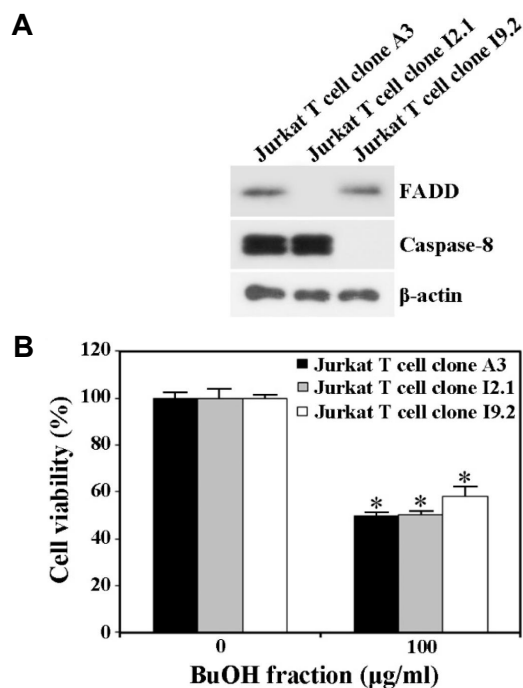 A
Jurkat T cell clone A3
Jurkat T cell clone I2.1
Jurkat T cell clone I9.2
FADD
Caspase-8
β-actin
B
120
100
80
60
40
20
0
Cell viability (%)
Jurkat T cell clone A3
Jurkat T cell clone I2.1
Jurkat T cell clone I9.2
* * *
0 100
BuOH fraction (μg/ml)